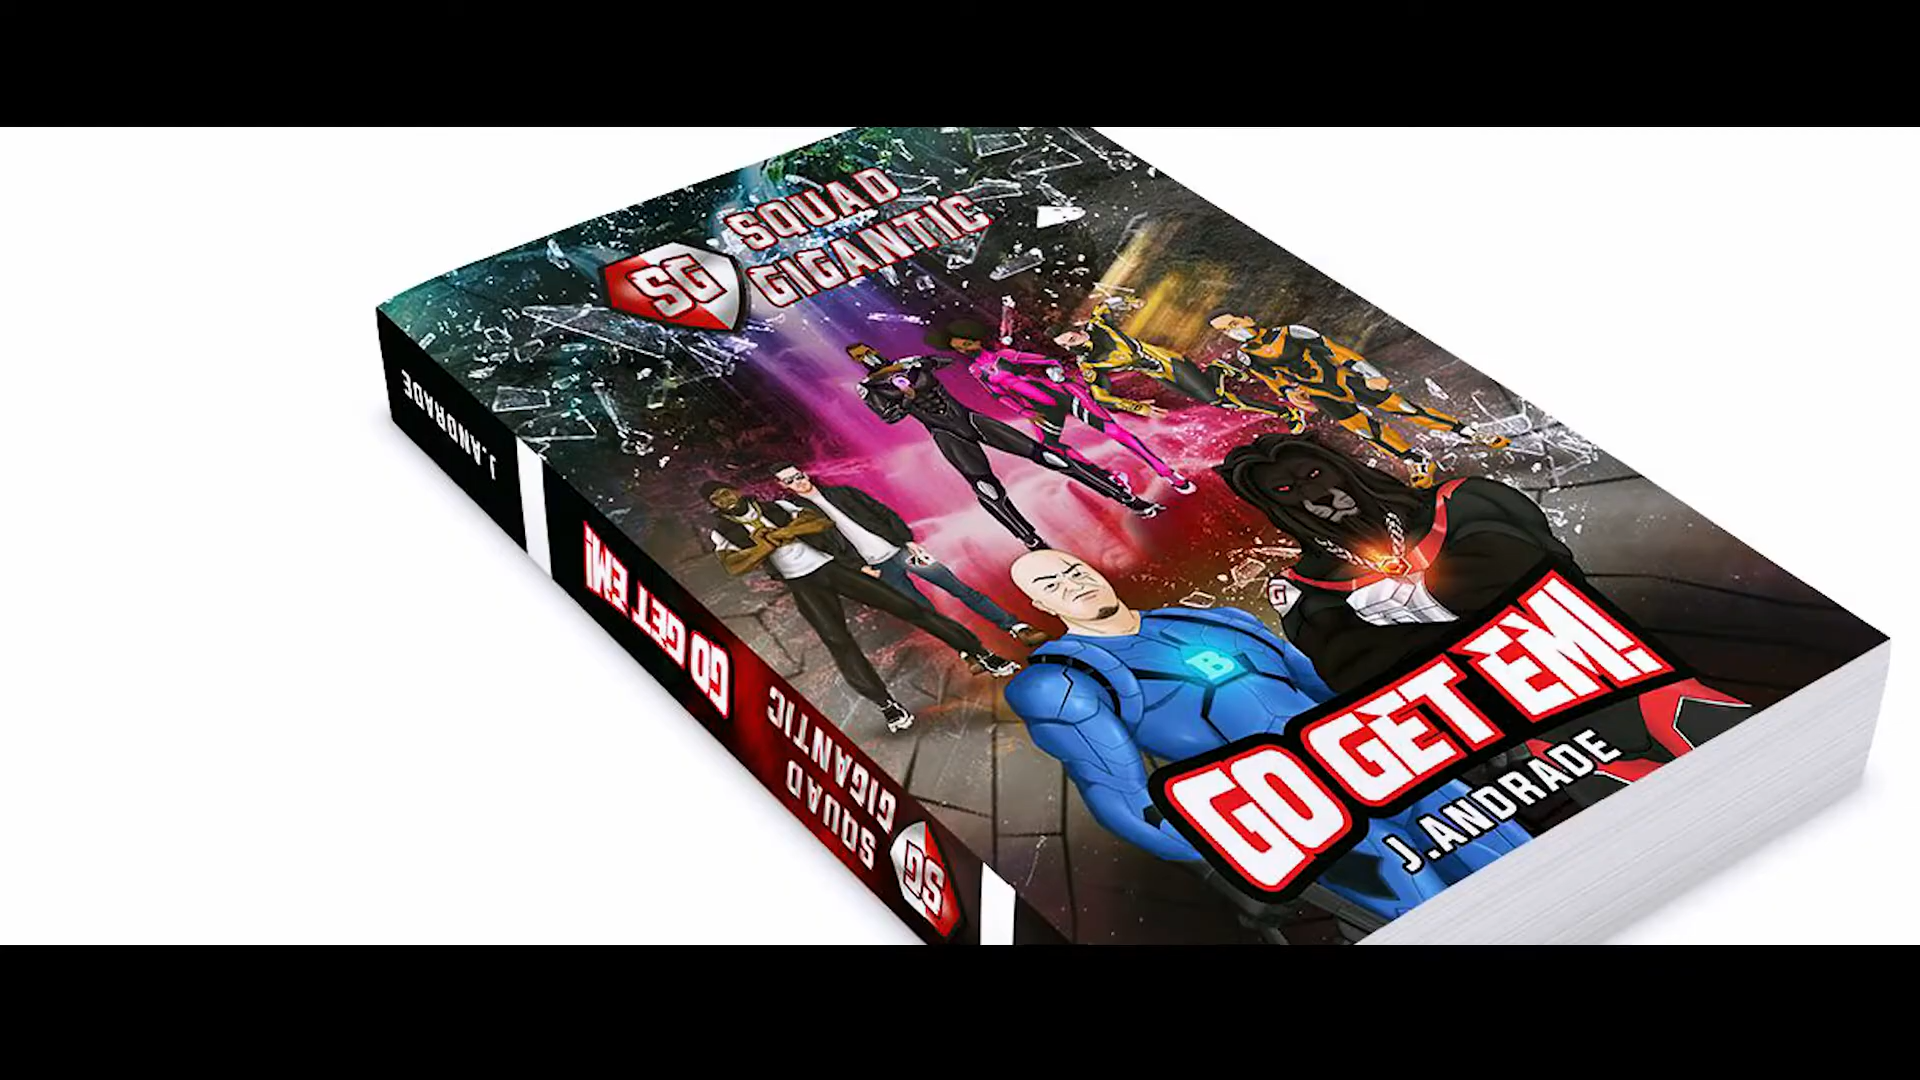 SQUAD
GIGANTIC
SG
B
G
GO GET 'EM!
J.ANDRADE
J.ANDRADE
GO GET 'EM!
SQUAD
GIGANTIC
SG